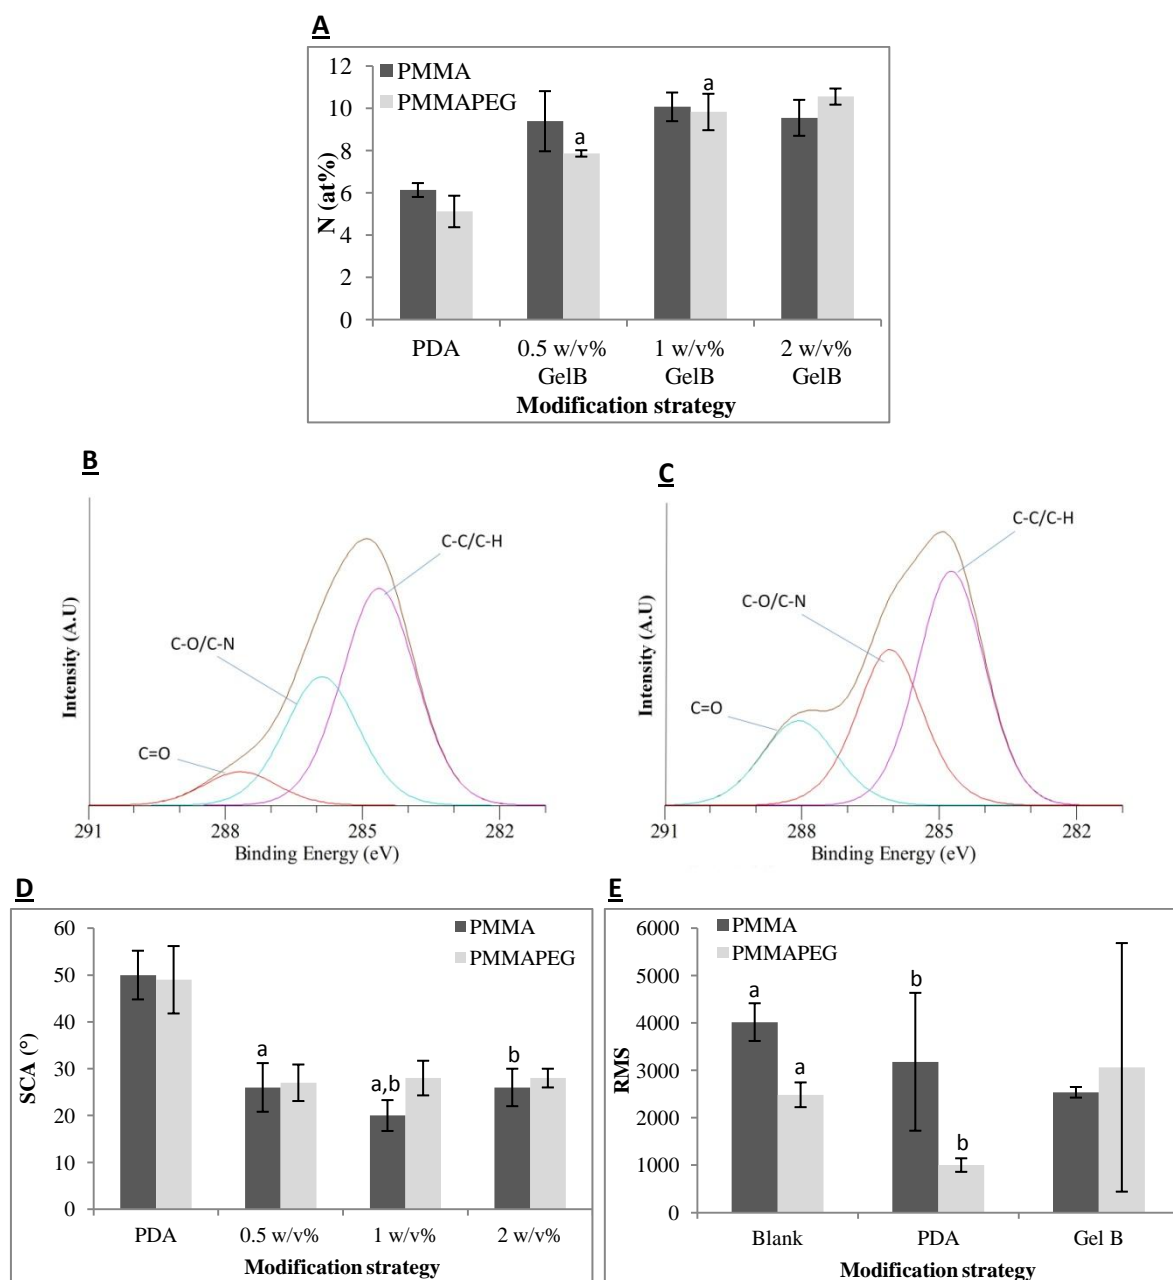 A
12
10
8
6
4
2
0
N (at%)
PMMA
PMMAPEG
a
a
PDA
0.5 w/v%
GelB
1 w/v%
GelB
2 w/v%
GelB
Modification strategy
B
C-C/C-H
C-O/C-N
C=O
Intensity (A.U)
291
288
285
282
Binding Energy (eV)
C
C-C/C-H
C-O/C-N
C=O
Intensity (A.U)
291
288
285
282
Binding Energy (eV)
D
60
50
40
30
20
10
0
SCA (°)
PMMA
PMMAPEG
a
a,b
b
PDA
0.5 w/v%
1 w/v%
2 w/v%
Modification strategy
E
6000
5000
4000
3000
2000
1000
0
RMS
PMMA
PMMAPEG
a
a
b
b
Blank
PDA
Gel B
Modification strategy